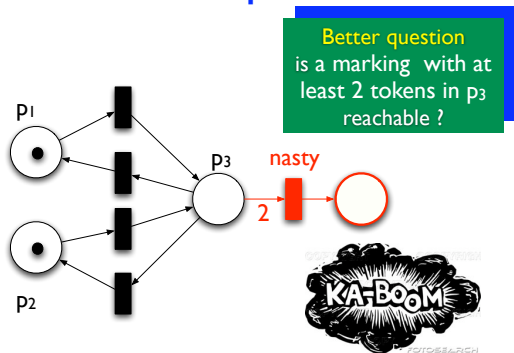 Better question
is a marking with at
least 2 tokens in p3
reachable ?
p1
p3
nasty
2
p2
KA-BOOM
FOTOSEARCH